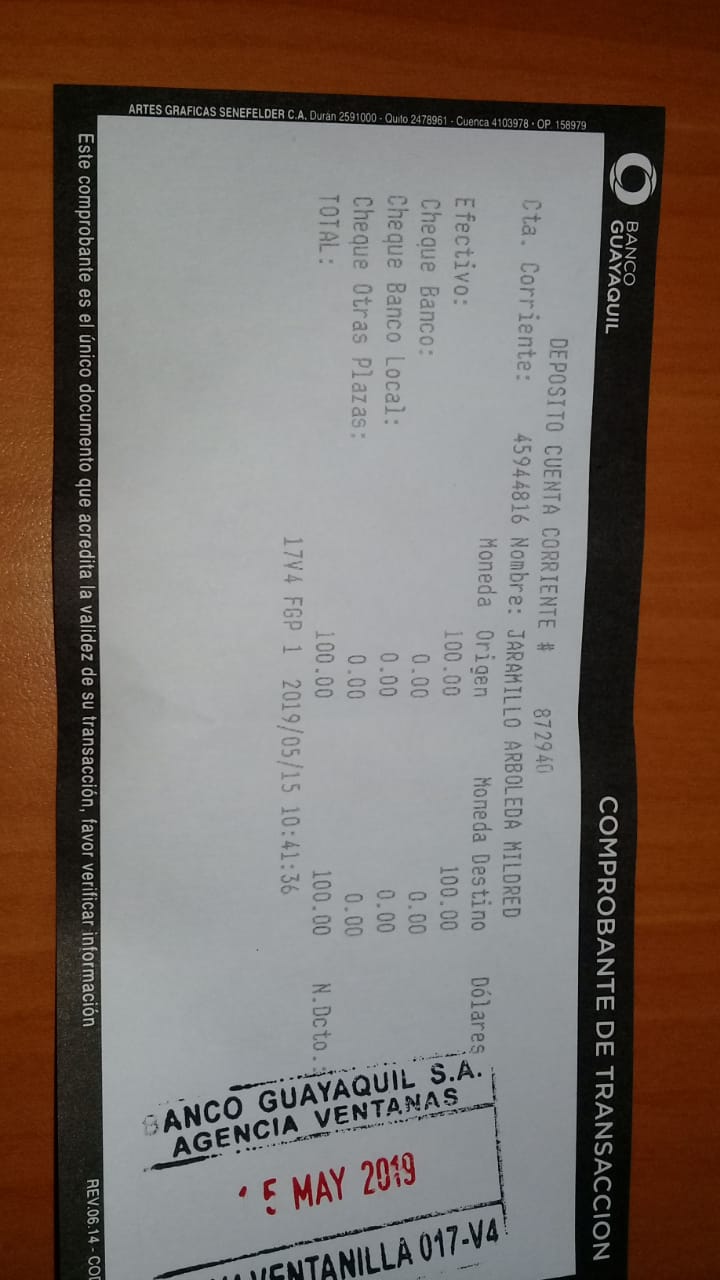 BANCO
GUAYAQUIL
COMPROBANTE DE TRANSACCION
DEPOSITO CUENTA CORRIENTE # 872940
Cta. Corriente: 45944816 Nombre: JARAMILLO ARBOLEDA MILDRED
Moneda Origen Moneda Destino Dólares
Efectivo: 100.00 100.00
Cheque Banco: 0.00 0.00
Cheque Banco Local: 0.00 0.00
Cheque Otras Plazas: 0.00 0.00
TOTAL: 100.00 100.00 N.Dcto.:
17V4 FGP 1 2019/05/15 10:41:36
BANCO GUAYAQUIL S.A.
AGENCIA VENTANAS
5 MAY 2019
VENTANILLA 017-V4
ARTES GRAFICAS SENEFELDER C.A. Durán 2591000 · Quito 2478961 · Cuenca 4103978 · OP. 158979
Este comprobante es el único documento que acredita la validez de su transacción, favor verificar información
REV.06.14 - COD